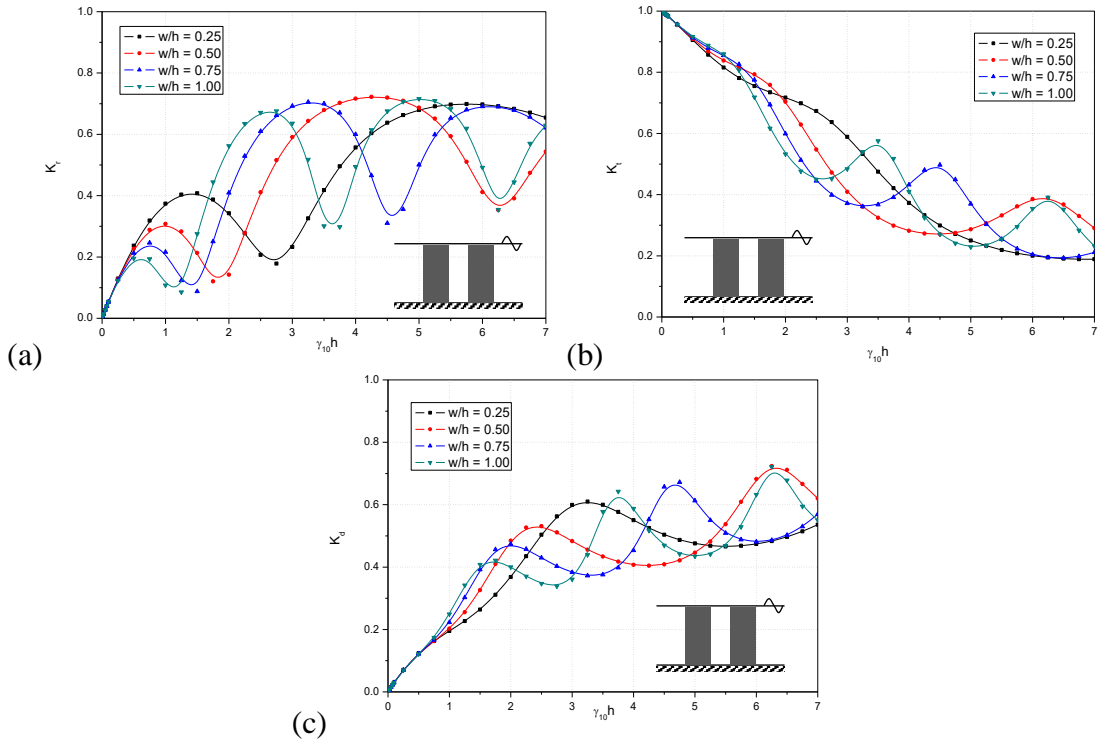 1.0
0.8
0.6
0.4
0.2
0.0
K_r
w/h = 0.25
w/h = 0.50
w/h = 0.75
w/h = 1.00
0 1 2 3 4 5 6 7
γ₁₀h
(a)
1.0
0.8
0.6
0.4
0.2
0.0
K_t
w/h = 0.25
w/h = 0.50
w/h = 0.75
w/h = 1.00
0 1 2 3 4 5 6 7
γ₁₀h
(b)
1.0
0.8
0.6
0.4
0.2
0.0
K_d
w/h = 0.25
w/h = 0.50
w/h = 0.75
w/h = 1.00
0 1 2 3 4 5 6 7
γ₁₀h
(c)